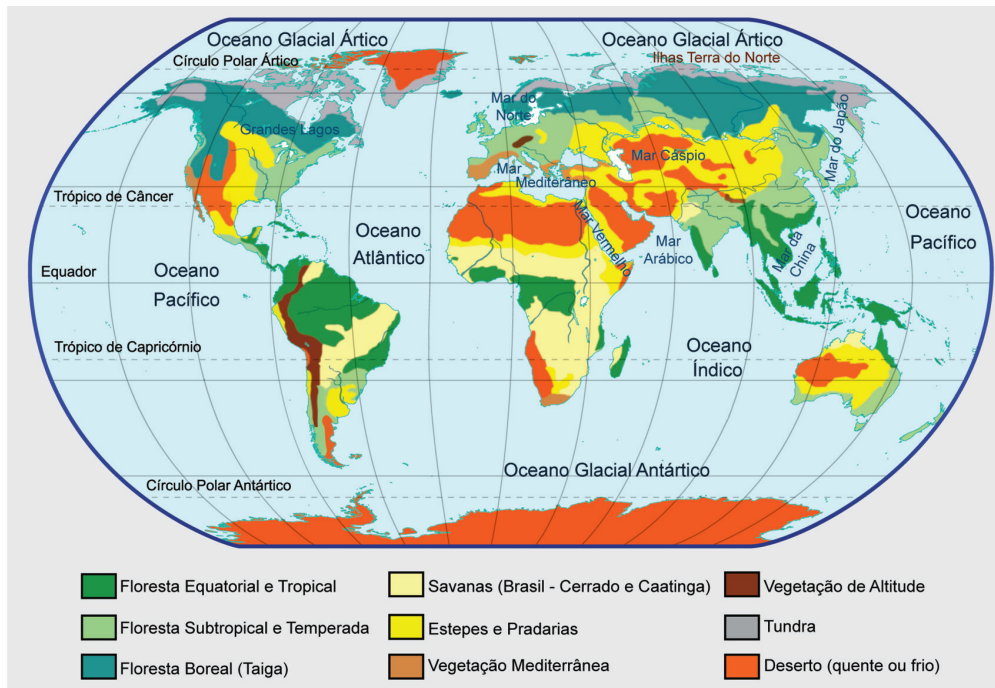 Oceano Glacial Ártico
Oceano Glacial Ártico
Ilhas Terra do Norte
Círculo Polar Ártico
Mar do
Norte
Grandes Lagos
Mar do Japão
Mar Cáspio
Mar
Mediterâneo
Trópico de Câncer
Mar Vermelho
Oceano
Pacífico
Oceano
Atlântico
Mar
Arábico
Mar da
China
Equador
Oceano
Pacífico
Trópico de Capricórnio
Oceano
Índico
Oceano Glacial Antártico
Círculo Polar Antártico
Floresta Equatorial e Tropical
Savanas (Brasil - Cerrado e Caatinga)
Vegetação de Altitude
Floresta Subtropical e Temperada
Estepes e Pradarias
Tundra
Floresta Boreal (Taiga)
Vegetação Mediterrânea
Deserto (quente ou frio)